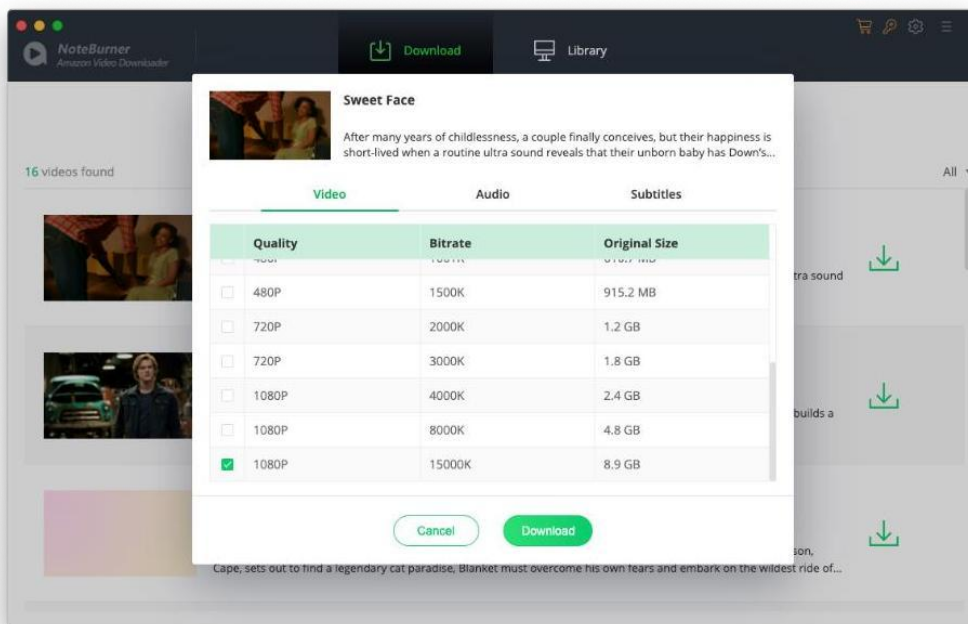 NoteBurner
Amazon Video Downloader
Download
Library
16 videos found
All
Sweet Face
After many years of childlessness, a couple finally conceives, but their happiness is
short-lived when a routine ultra sound reveals that their unborn baby has Down's...
Video Audio Subtitles
Quality Bitrate Original Size
480P 1500K 915.2 MB
720P 2000K 1.2 GB
720P 3000K 1.8 GB
1080P 4000K 2.4 GB
1080P 8000K 4.8 GB
1080P 15000K 8.9 GB
Cancel Download
sound
builds a
Cape, sets out to find a legendary cat paradise, Blanket must overcome his own fears and embark on the wildest ride of...